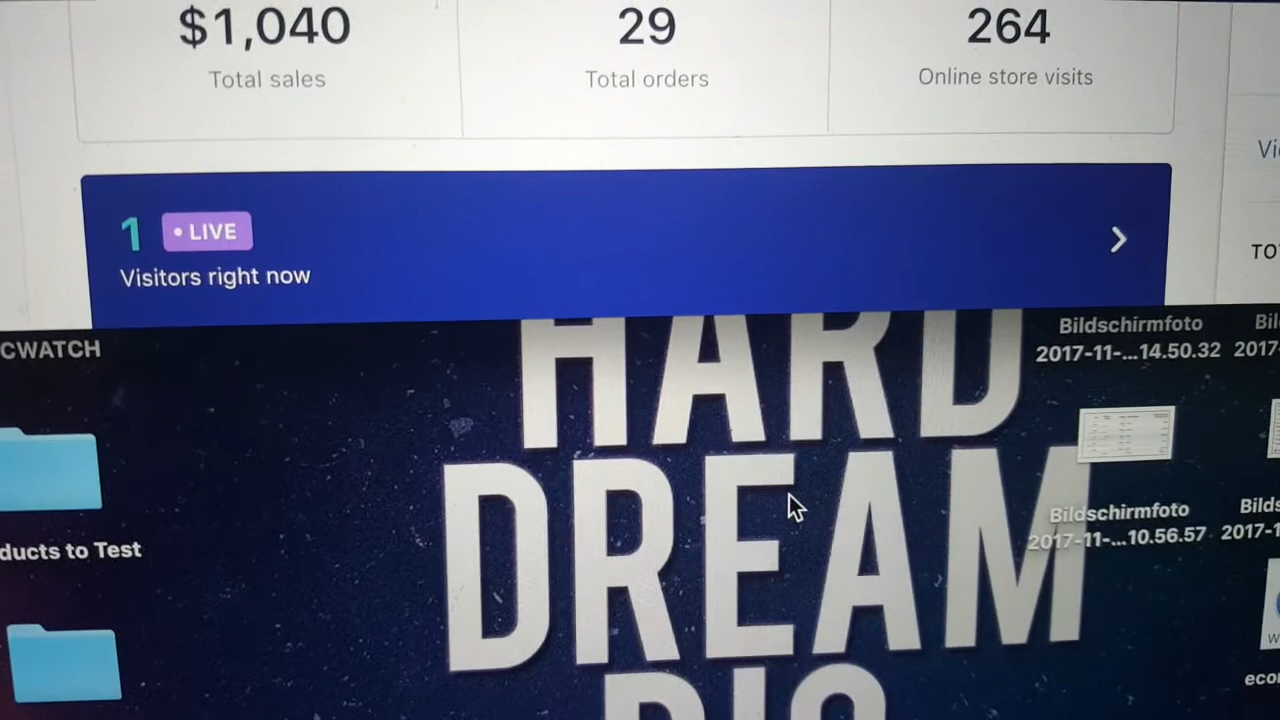 $1,040
Total sales
29
Total orders
264
Online store visits
1
• LIVE
Visitors right now
CWATCH
ducts to Test
HARD
DREAM
Bildschirmfoto
2017-11-...14.50.32
Bildschirmfoto
2017-11-...10.56.57